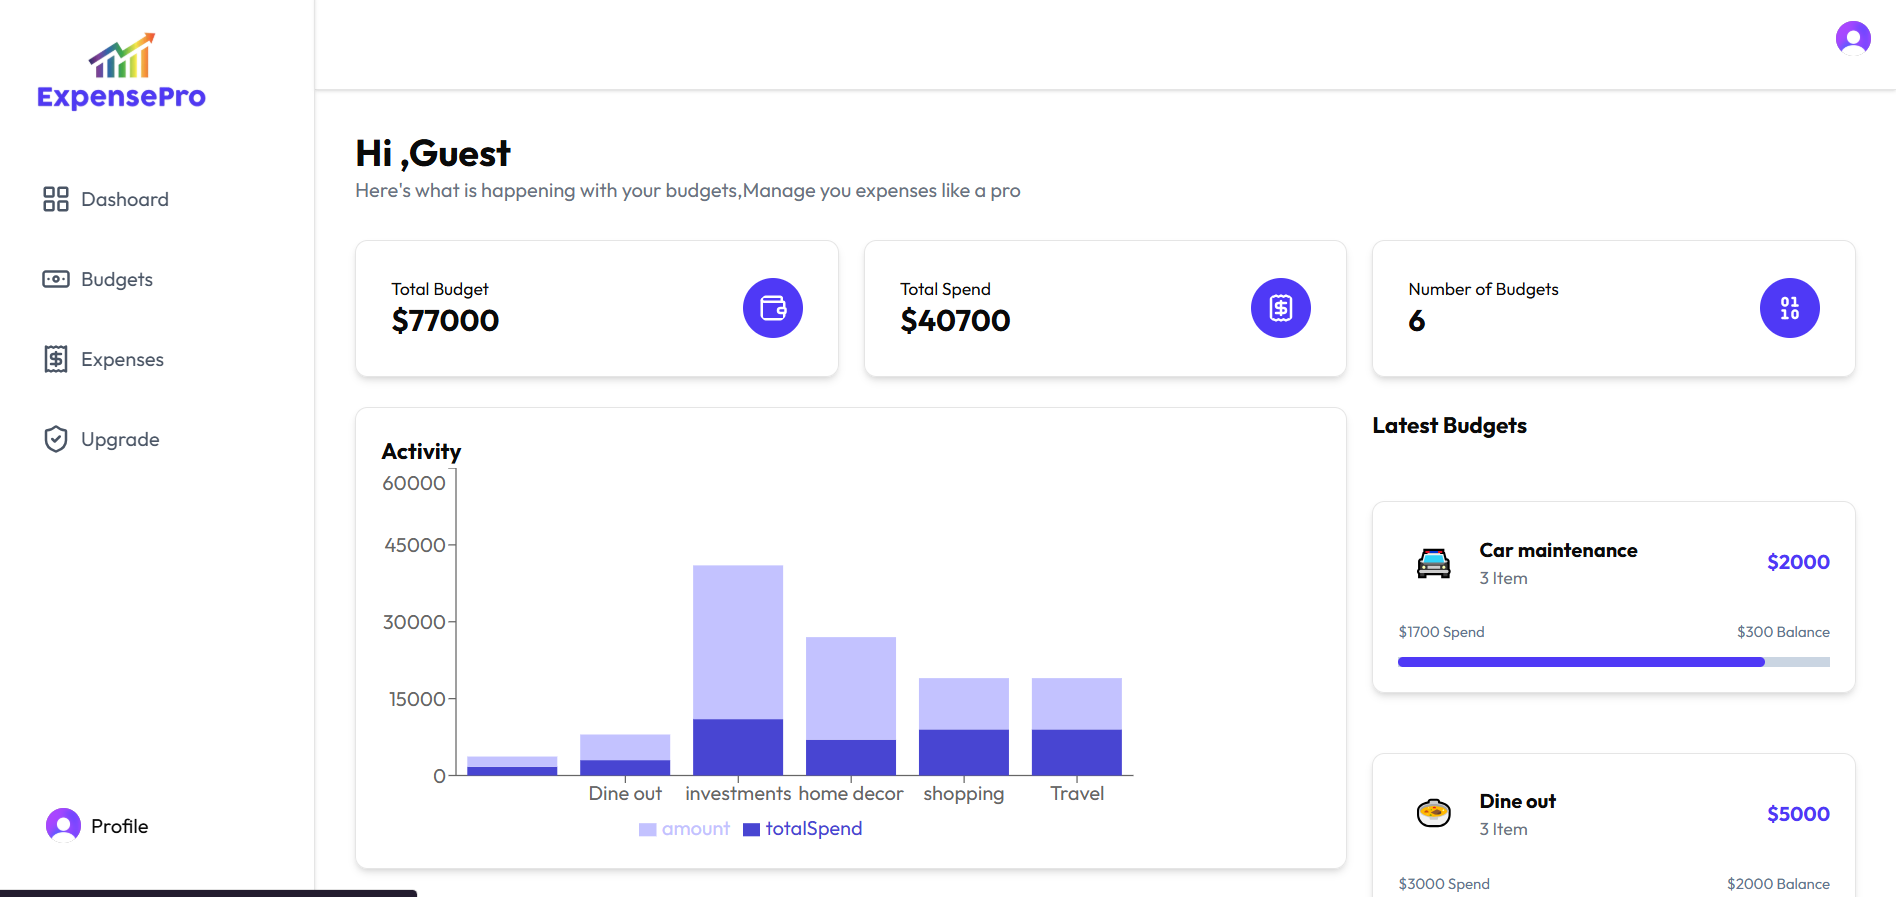 ExpensePro
Dashoard
Budgets
Expenses
Upgrade
Profile
Hi ,Guest
Here's what is happening with your budgets,Manage you expenses like a pro
Total Budget
$77000
Total Spend
$40700
Number of Budgets
6
01
10
Activity
60000
45000
30000
15000
0
Dine out investments home decor shopping Travel
amount totalSpend
Latest Budgets
Car maintenance
3 Item
$2000
$1700 Spend $300 Balance
Dine out
3 Item
$5000
$3000 Spend $2000 Balance